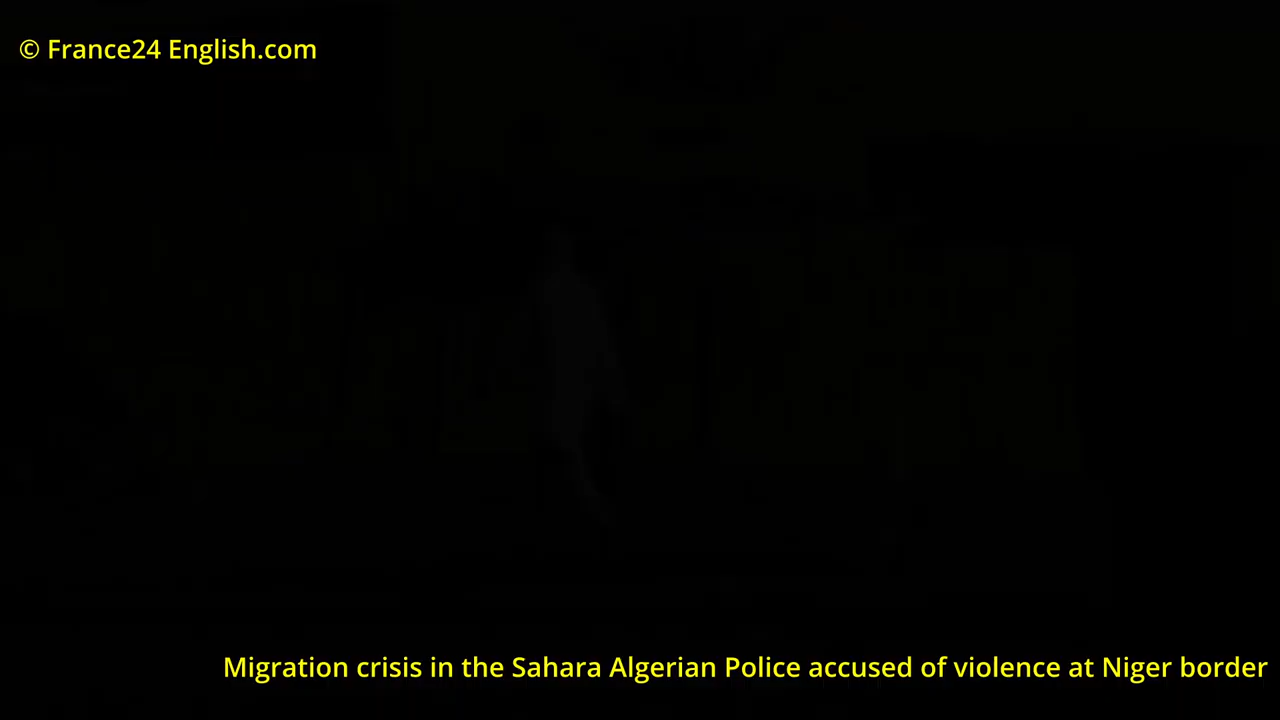 © France24 English.com
Migration crisis in the Sahara Algerian Police accused of violence at Niger border